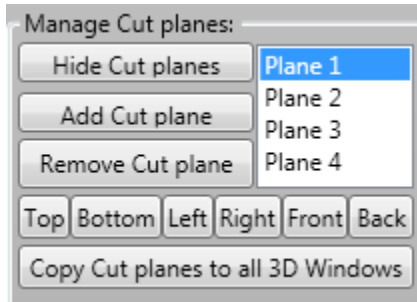 Manage Cut planes:
Hide Cut planes
Add Cut plane
Remove Cut plane
Plane 1
Plane 2
Plane 3
Plane 4
Top Bottom Left Right Front Back
Copy Cut planes to all 3D Windows